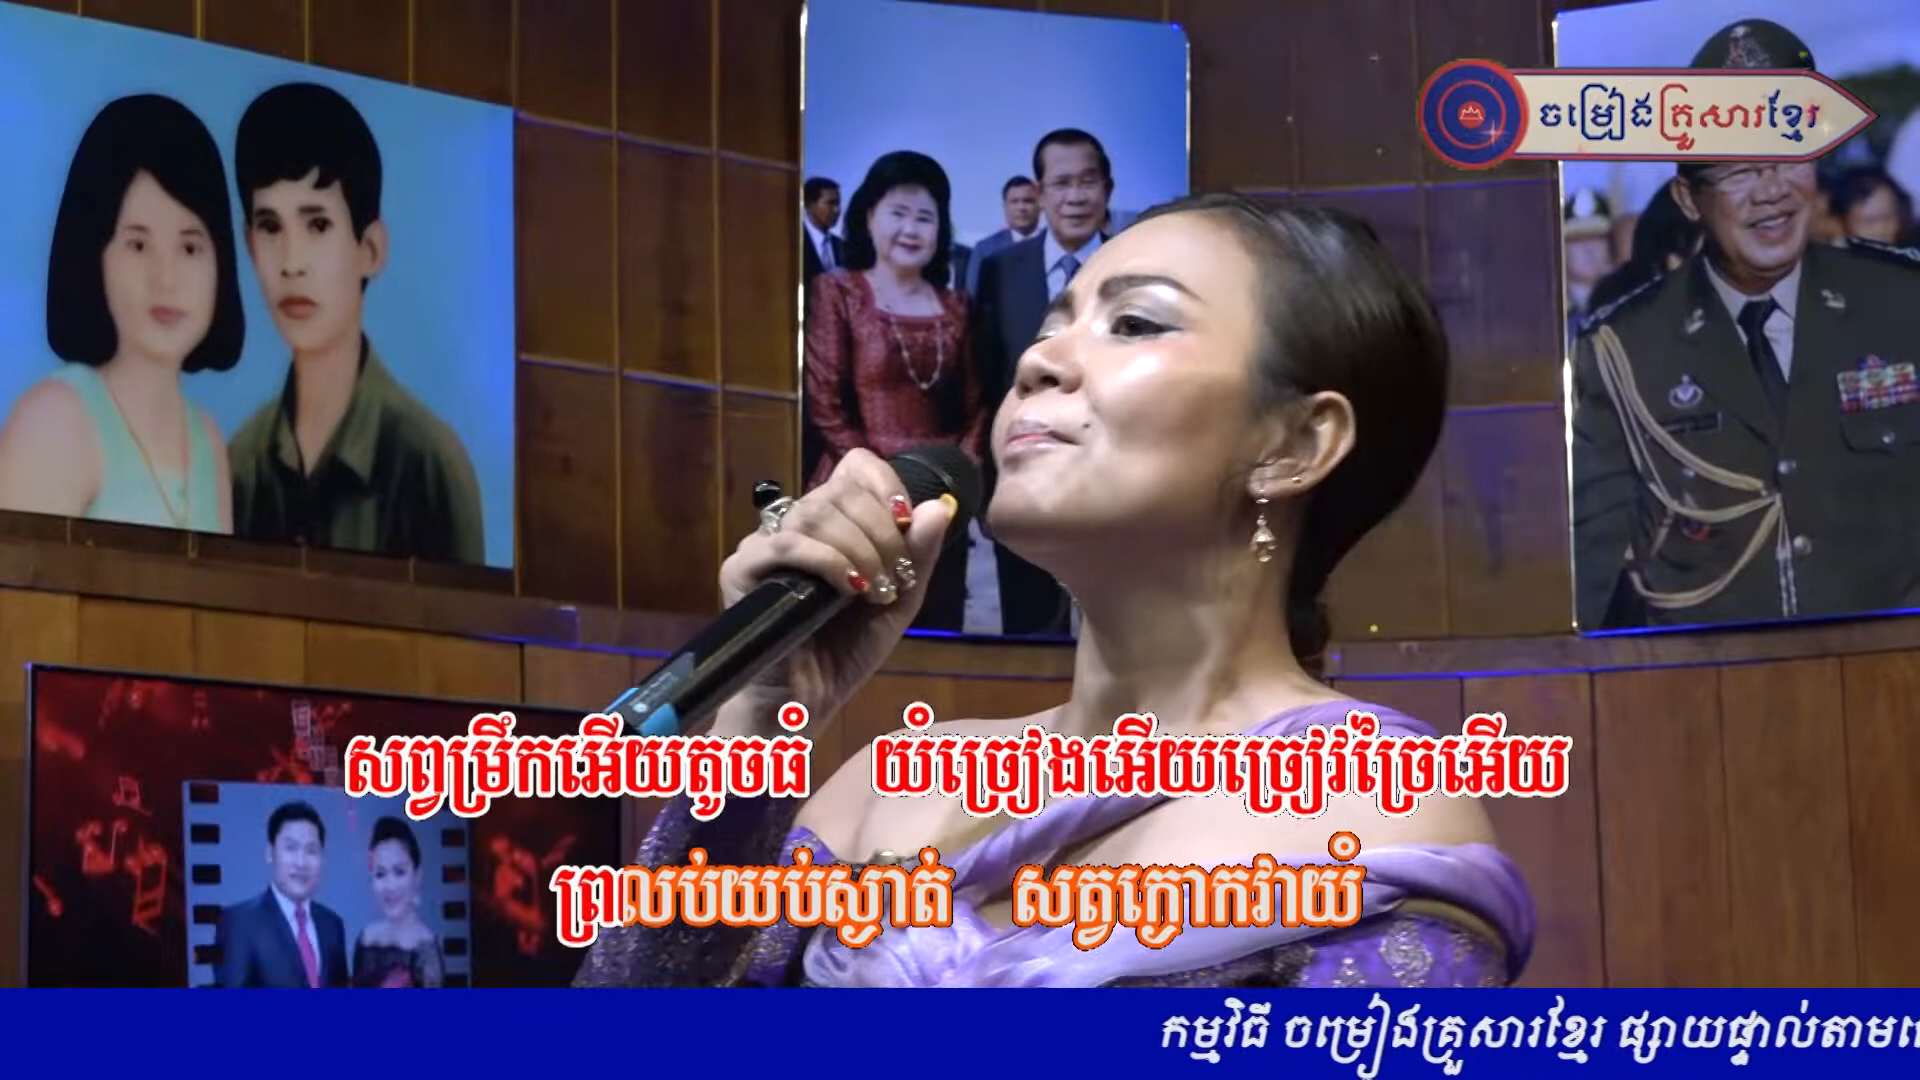 ចម្រៀងគ្រួសារខ្មែរ
សព្វម្រឹកអើយតូចធំ យំច្រៀងអើយច្រៀវច្រៃអើយ
ព្រលប់យប់ស្ងាត់ សត្វក្ងោកវាយំ
កម្មវិធី ចម្រៀងគ្រួសារខ្មែរ ផ្សាយផ្ទាល់តាម